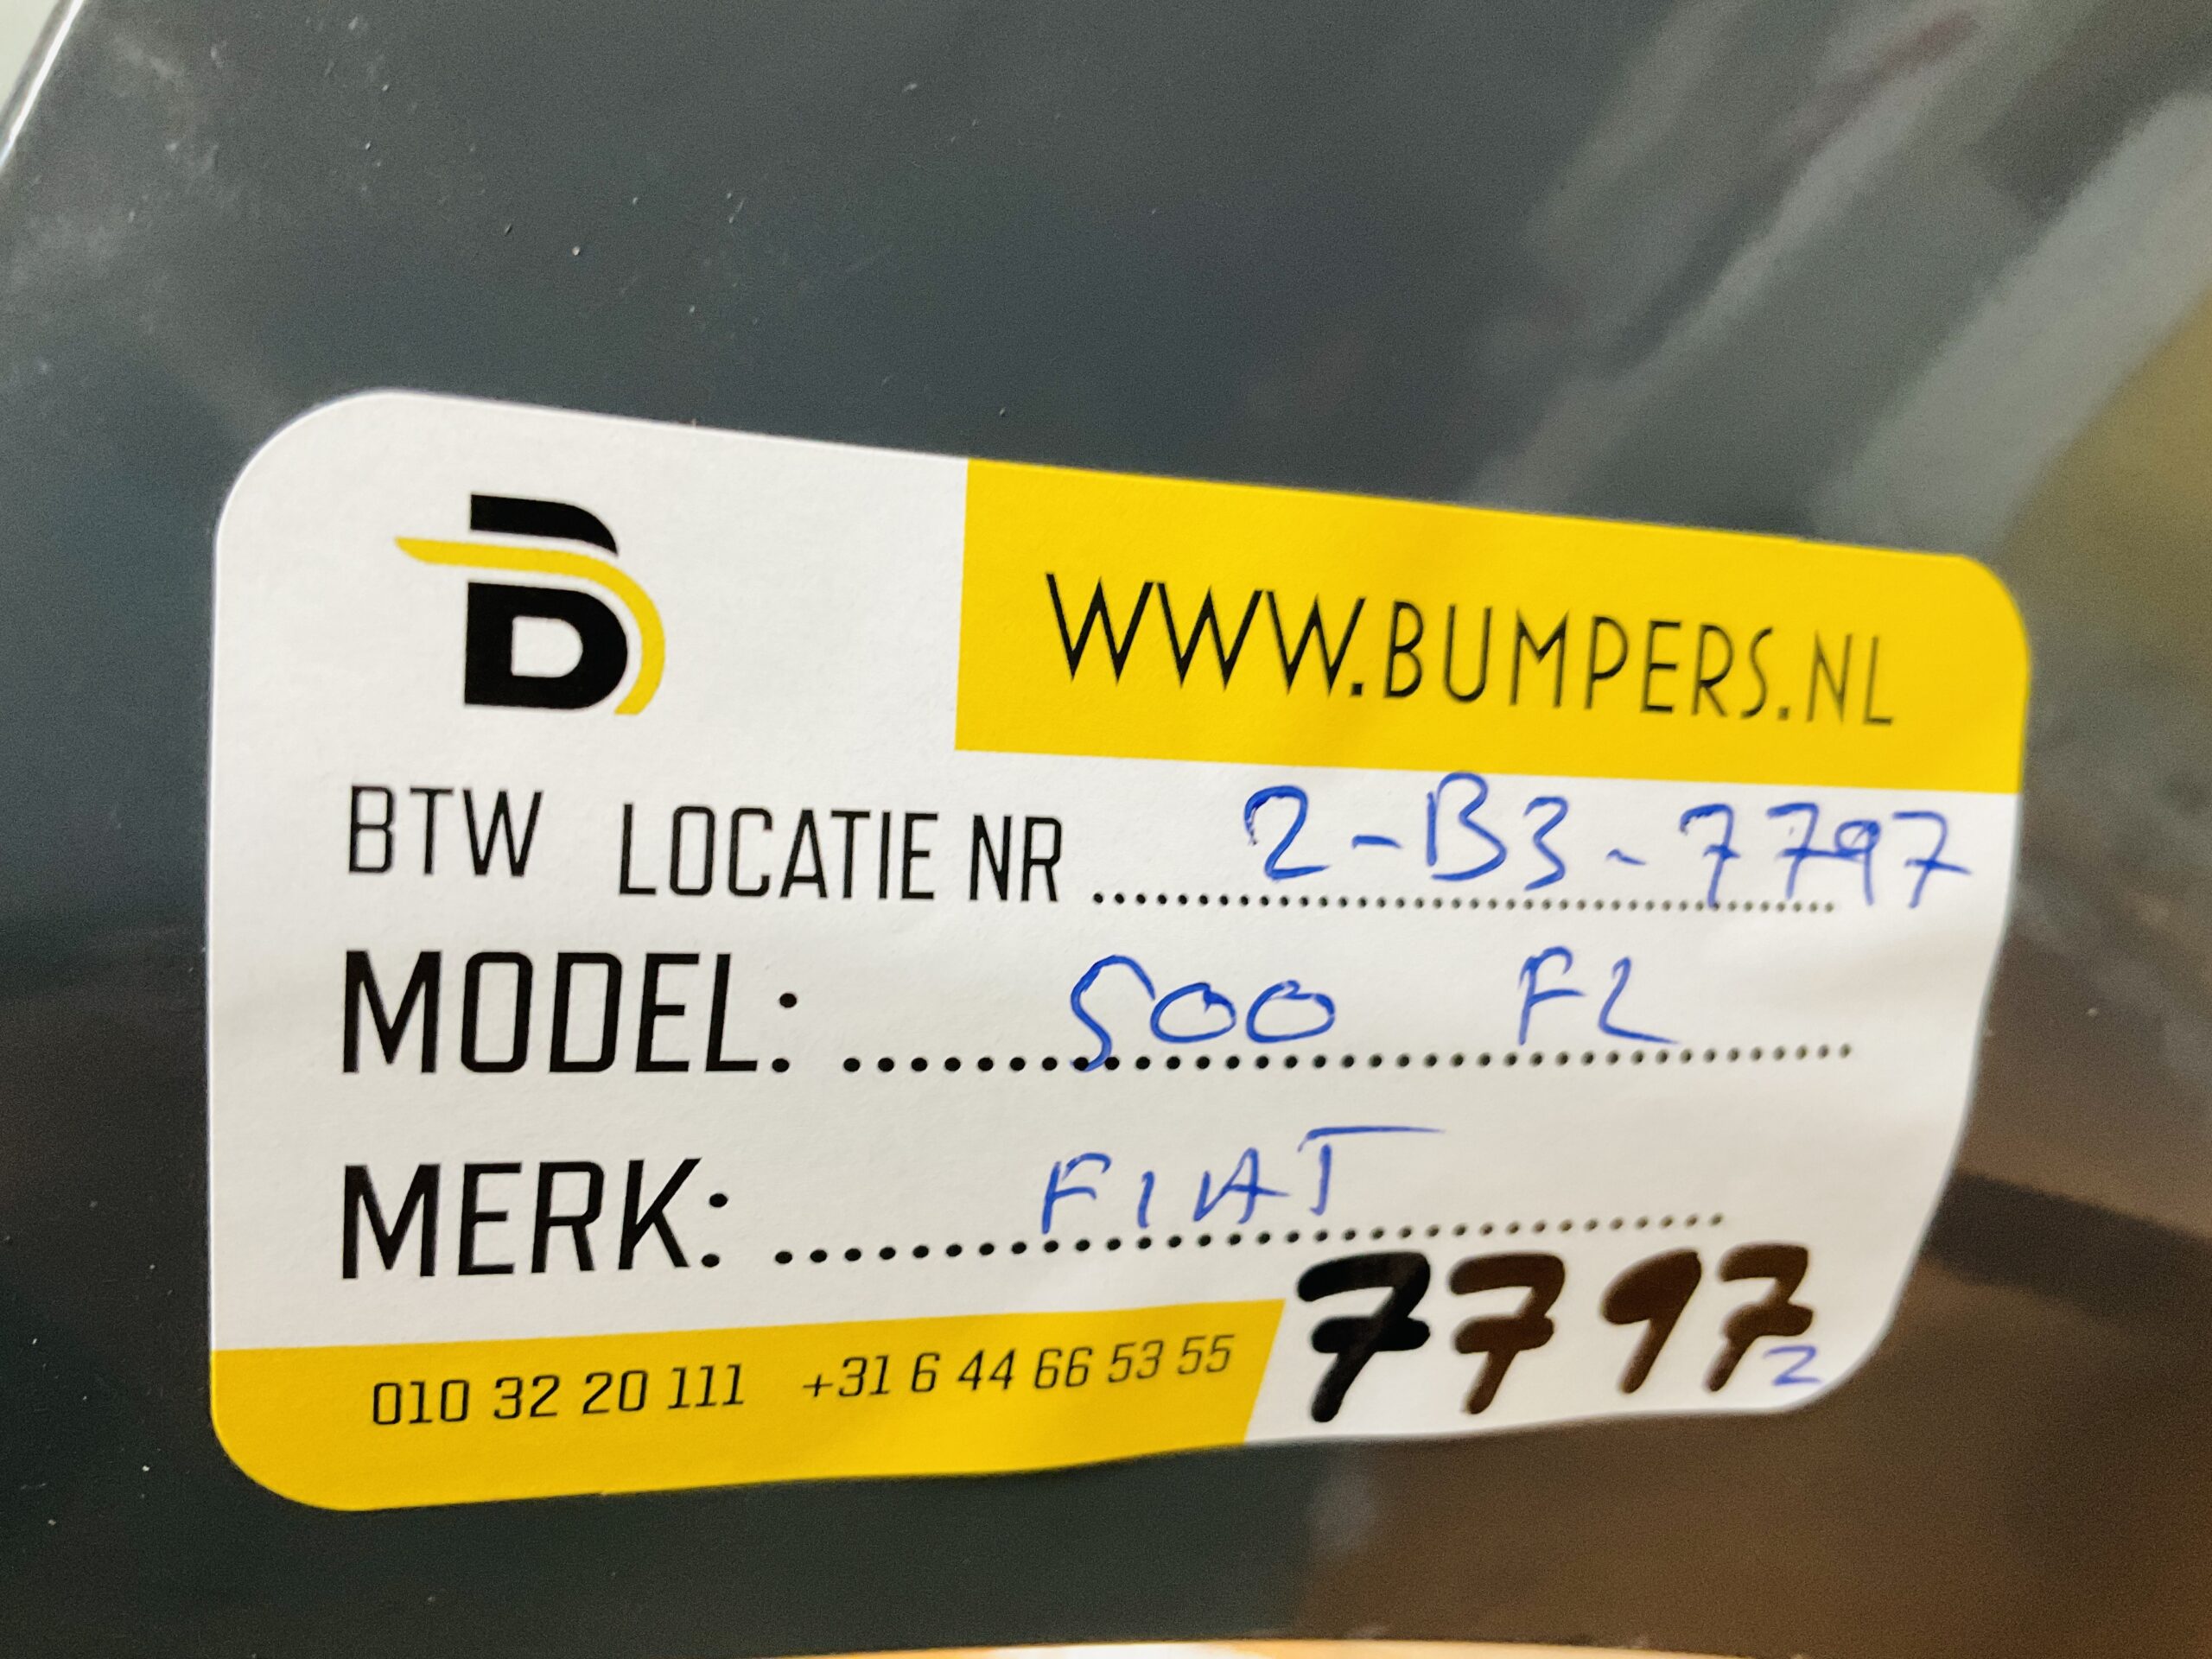 B
WWW.BUMPERS.NL
BTW LOCATIE NR .......... 2-B3-7797
MODEL: .......... 500 FL
MERK: .......... FIAT
7797
2
010 32 20 111 +31 6 44 66 53 55